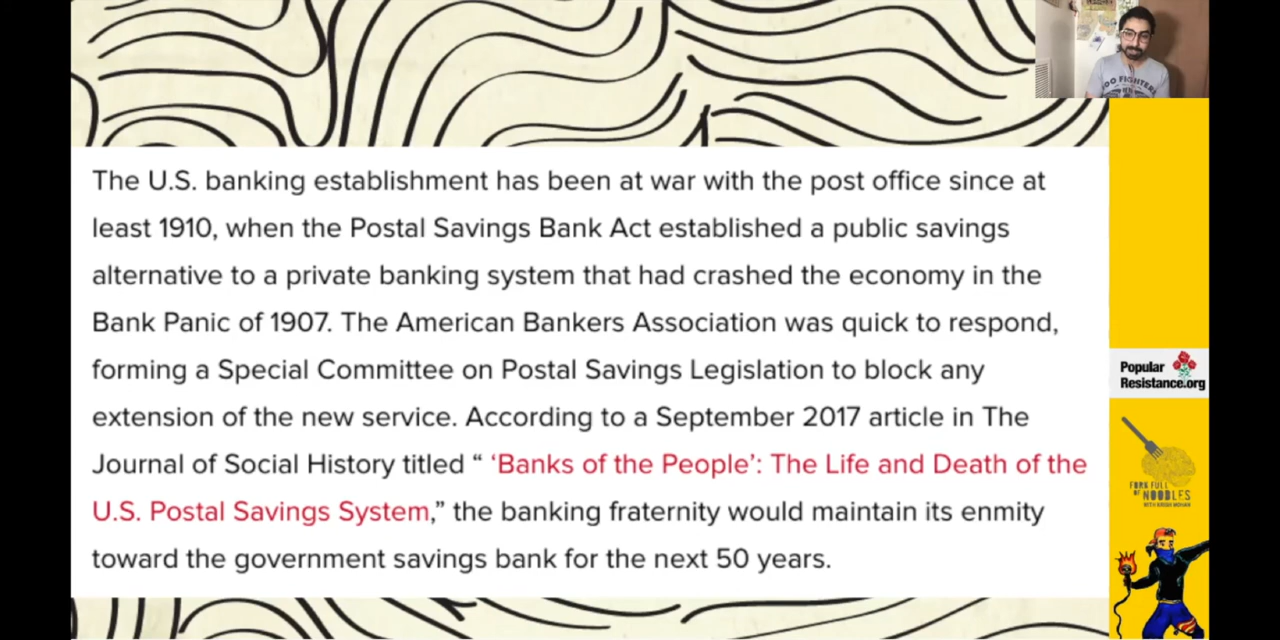 The U.S. banking establishment has been at war with the post office since at
least 1910, when the Postal Savings Bank Act established a public savings
alternative to a private banking system that had crashed the economy in the
Bank Panic of 1907. The American Bankers Association was quick to respond,
forming a Special Committee on Postal Savings Legislation to block any
extension of the new service. According to a September 2017 article in The
Journal of Social History titled “ ‘Banks of the People’: The Life and Death of the
U.S. Postal Savings System,” the banking fraternity would maintain its enmity
toward the government savings bank for the next 50 years.
Popular
Resistance.org
FORK FULL
OF NOODLES